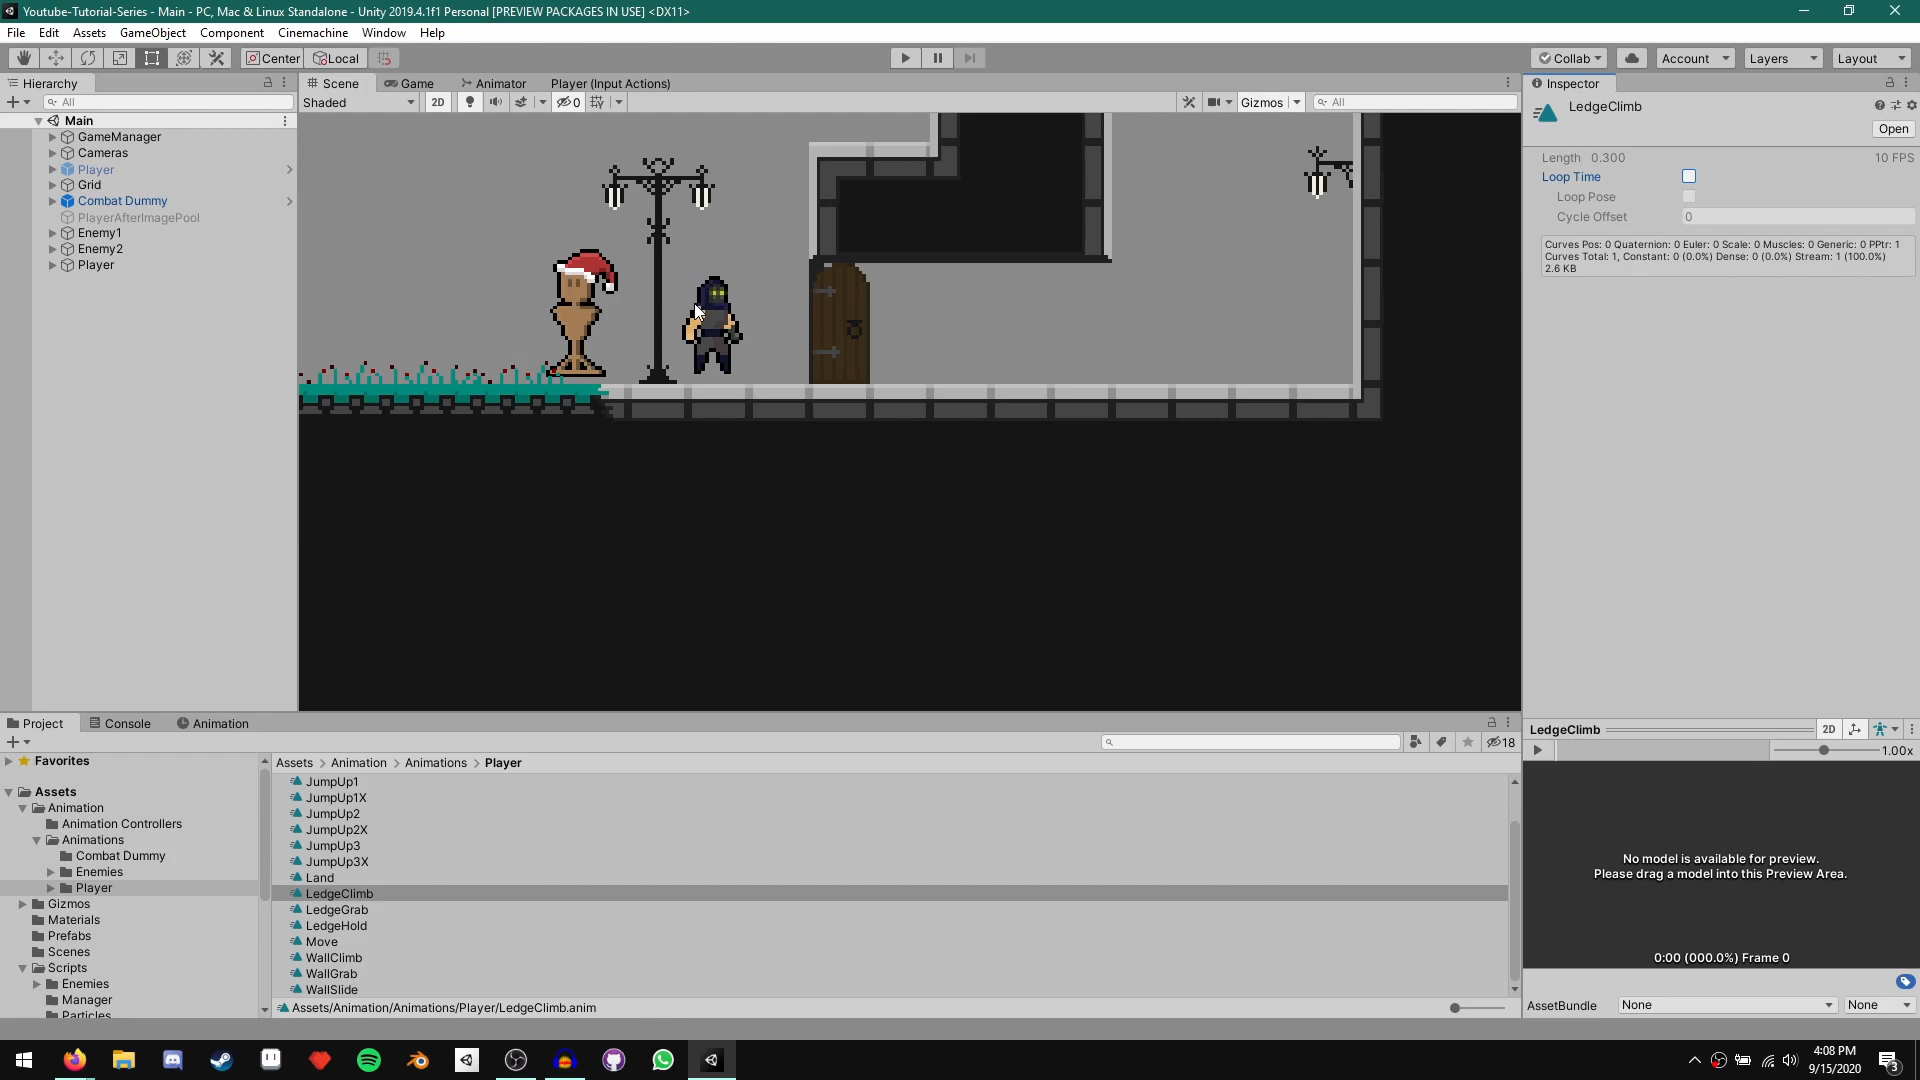 Youtube-Tutorial-Series - Main - PC, Mac & Linux Standalone - Unity 2019.4.1f1 Personal [PREVIEW PACKAGES IN USE] <DX11>
File Edit Assets GameObject Component Cinemachine Window Help
Center Local Collab Account Layers Layout
Hierarchy
All
Main
GameManager
Cameras
Player
Grid
Combat Dummy
PlayerAfterImagePool
Enemy1
Enemy2
Player
Scene Game Animator Player (Input Actions)
Shaded 2D 0 Gizmos All
Inspector
LedgeClimb
Open
Length 0.300 10 FPS
Loop Time
Loop Pose
Cycle Offset 0
Curves Pos: 0 Quaternion: 0 Euler: 0 Scale: 0 Muscles: 0 Generic: 0 PPtr: 1
Curves Total: 1, Constant: 0 (0.0%) Dense: 0 (0.0%) Stream: 1 (100.0%)
2.6 KB
Project Console Animation
18
Favorites
Assets
Animation
Animation Controllers
Animations
Combat Dummy
Enemies
Player
Gizmos
Materials
Prefabs
Scenes
Scripts
Enemies
Manager
Particles
Assets > Animation > Animations > Player
JumpUp1
JumpUp1X
JumpUp2
JumpUp2X
JumpUp3
JumpUp3X
Land
LedgeClimb
LedgeGrab
LedgeHold
Move
WallClimb
WallGrab
WallSlide
Assets/Animation/Animations/Player/LedgeClimb.anim
LedgeClimb 2D
1.00x
No model is available for preview.
Please drag a model into this Preview Area.
0:00 (000.0%) Frame 0
AssetBundle None None
4:08 PM
9/15/2020
3